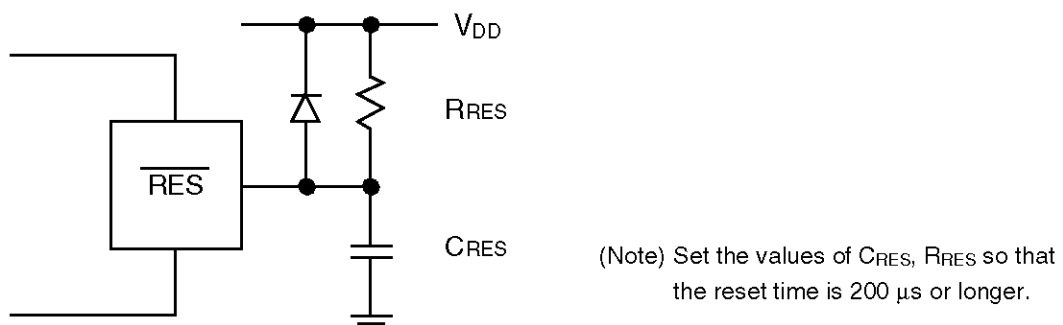 VDD
RRES
RES
CRES
(Note) Set the values of CRES, RRES so that
the reset time is 200 μs or longer.